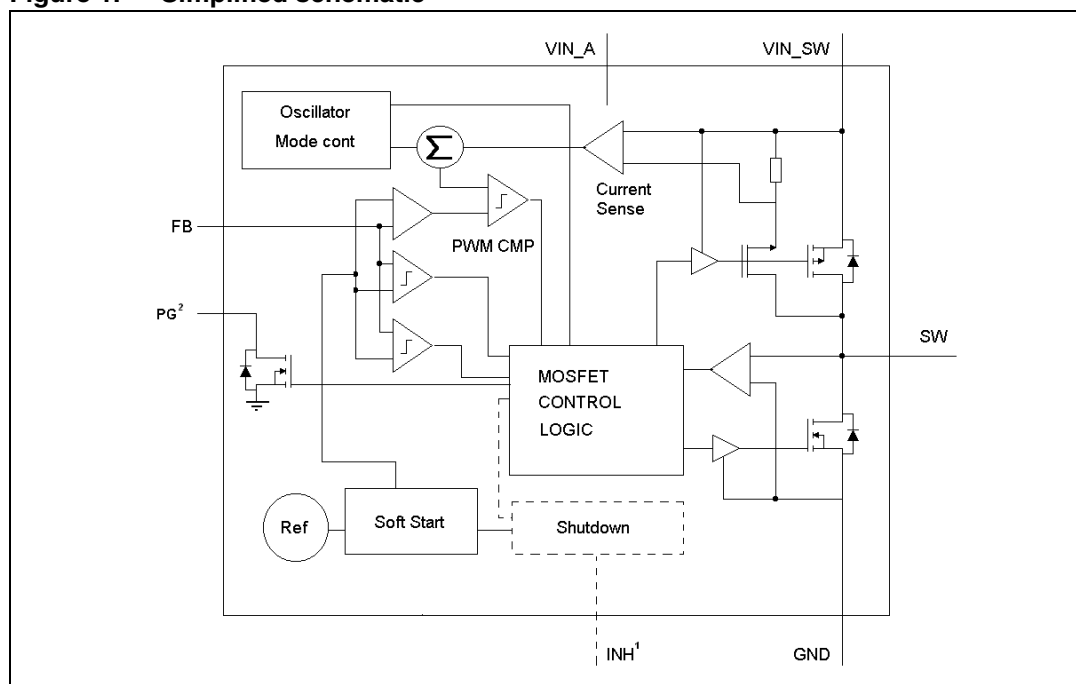 Figure 1. Simplified schematic
VIN_A
VIN_SW
Oscillator
Mode cont
Σ
Current
Sense
FB
PWM CMP
PG²
SW
MOSFET
CONTROL
LOGIC
Ref
Soft Start
Shutdown
INH¹
GND